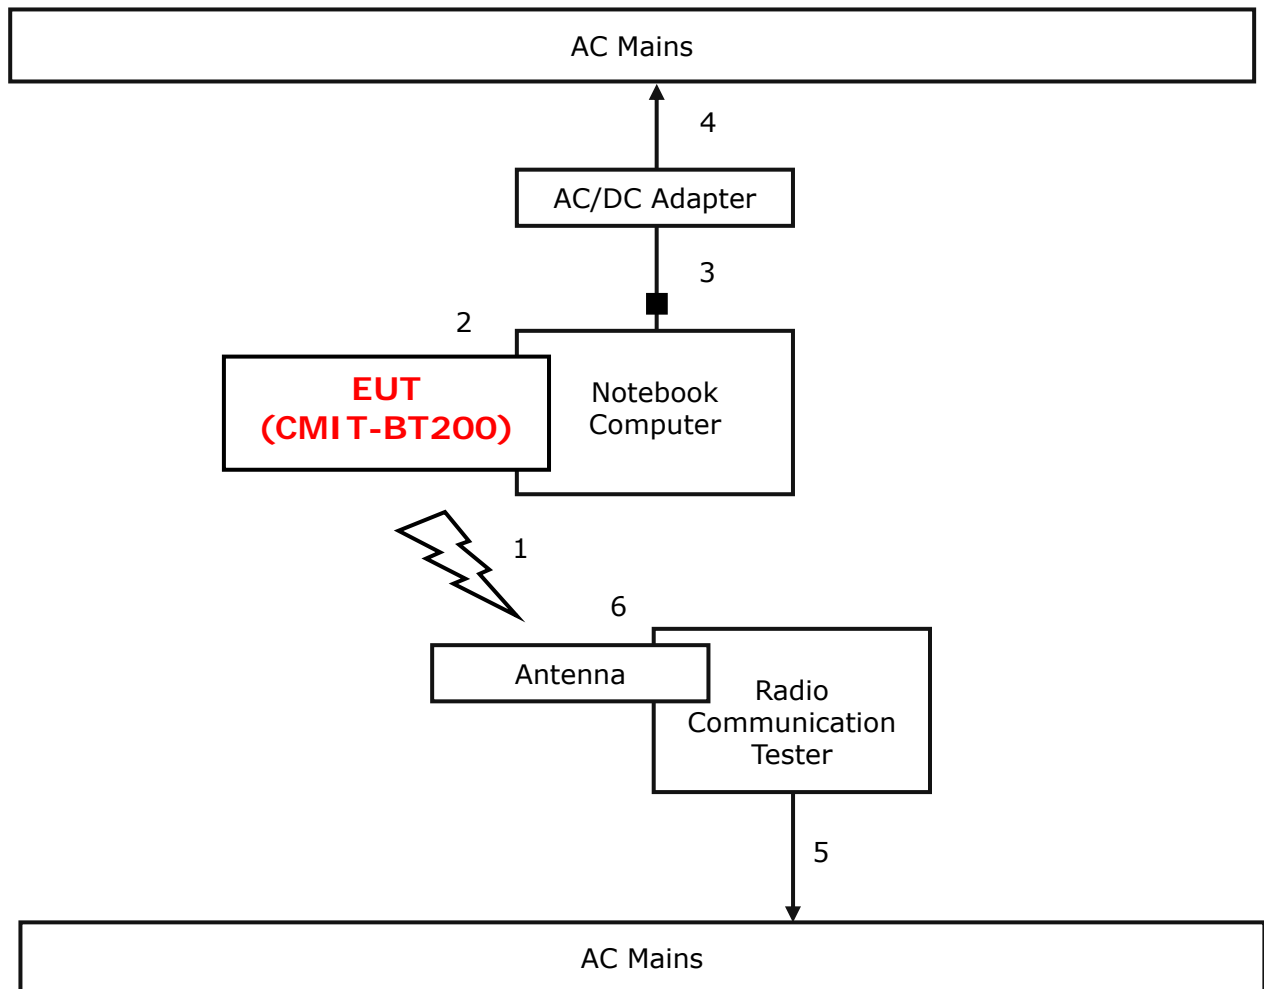 AC Mains
4
AC/DC Adapter
3
2
EUT
(CMIT-BT200)
Notebook
Computer
1
6
Antenna
Radio
Communication
Tester
5
AC Mains